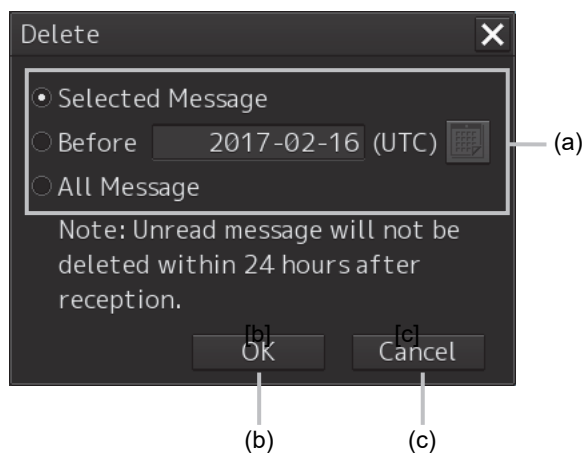 Delete
Selected Message
Before 2017-02-16 (UTC)
(a)
All Message
Note: Unread message will not be
deleted within 24 hours after
reception.
[b] [c]
OK Cancel
(b) (c)